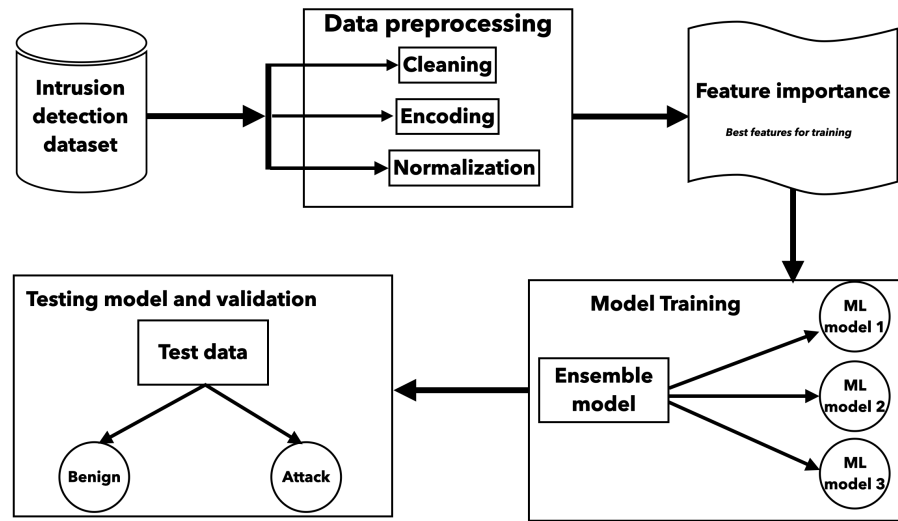 Intrusion
detection
dataset
Data preprocessing
Cleaning
Encoding
Normalization
Feature importance
Best features for training
Model Training
Ensemble
model
ML
model 1
ML
model 2
ML
model 3
Testing model and validation
Test data
Benign
Attack